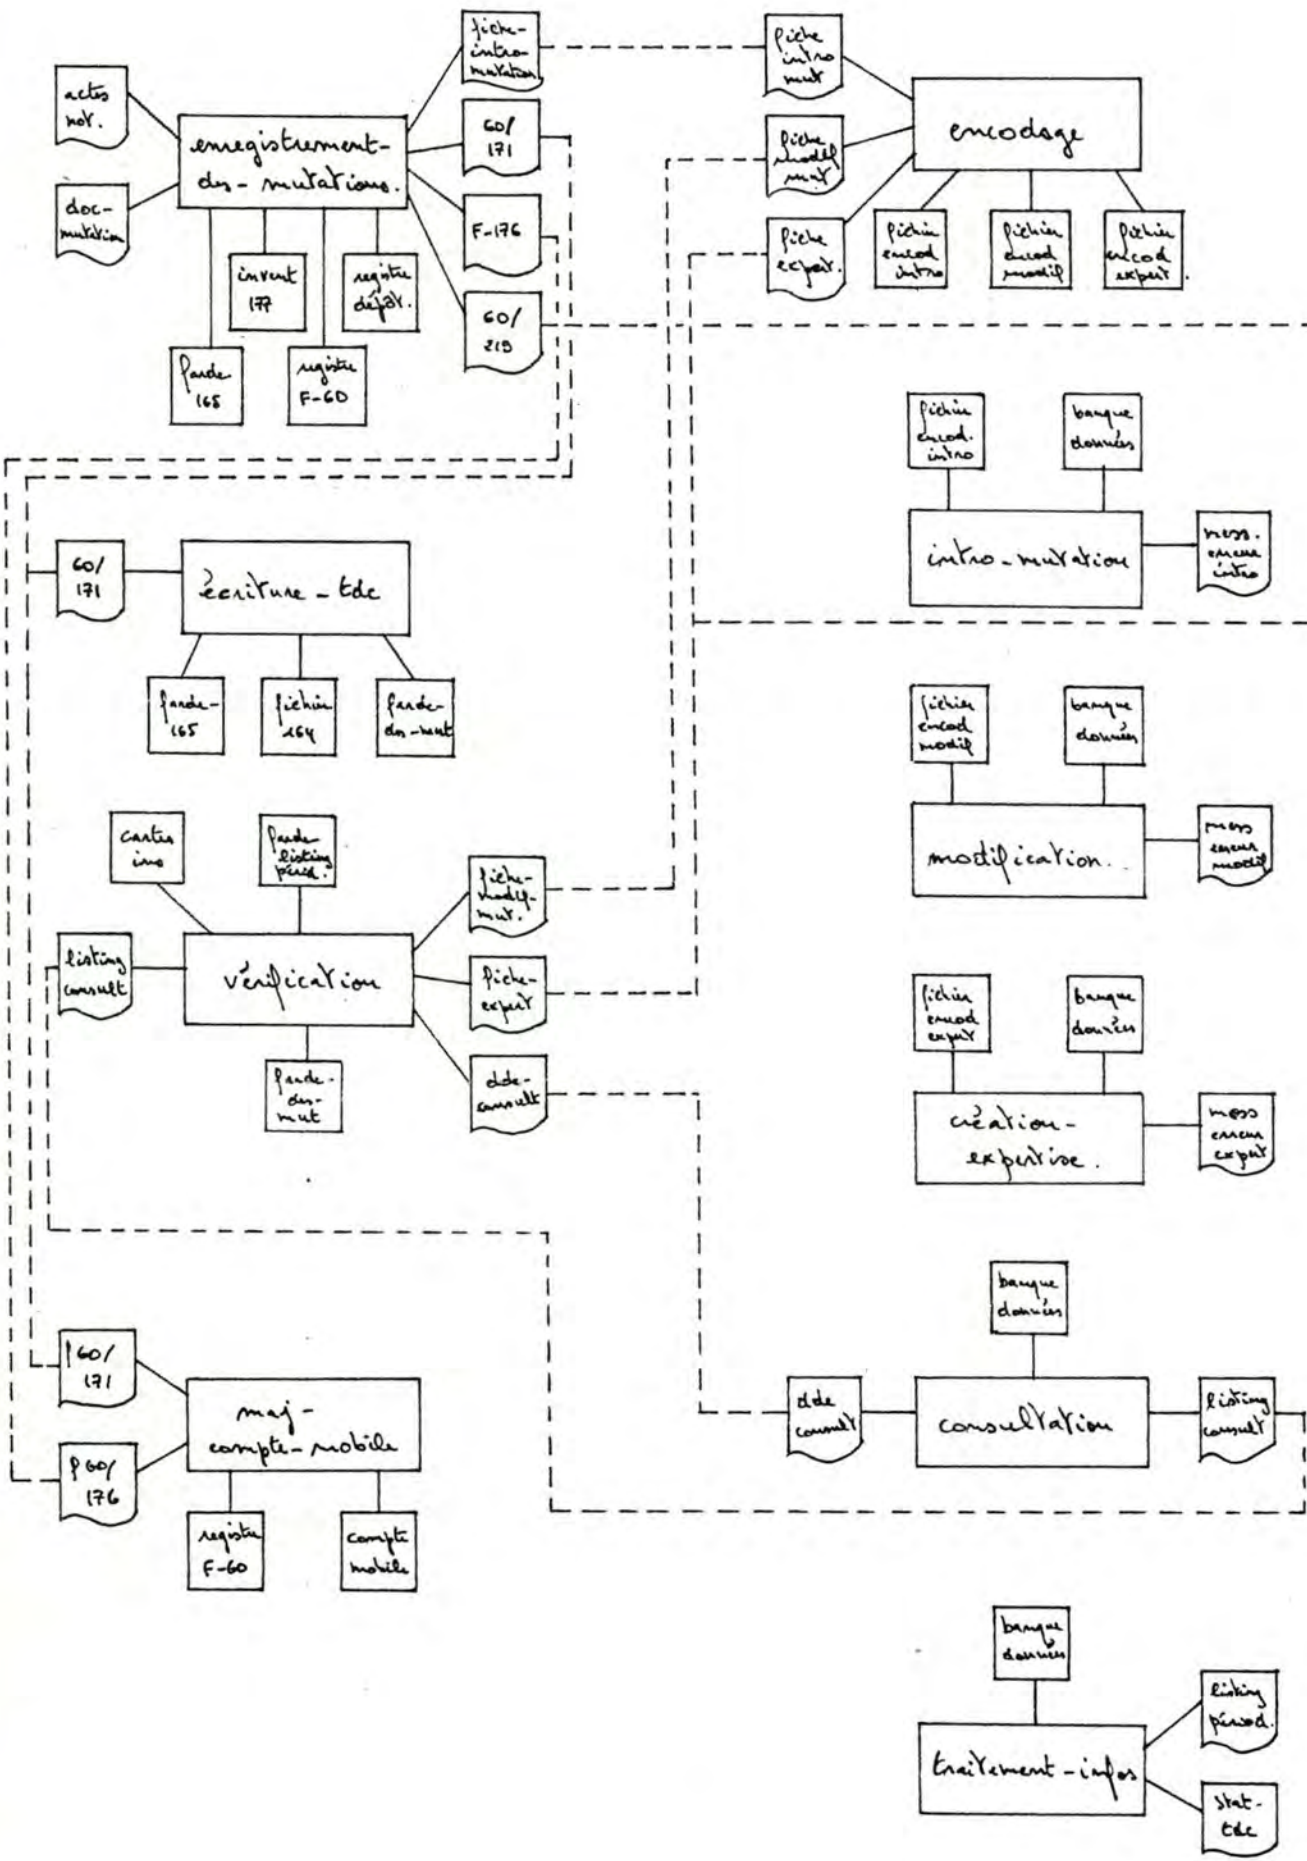 fiche-
intro-
mutation
fiche
intro
mut
actes
not.
enregistrement-
des-mutations.
60/
171
encodage
fiche
modif
mut
doc-
mutation
F-176
fiche
expert.
fichier
encod
intro
fichier
encod
modif
fichier
encod
expert.
invent
177
registre
dépôt.
60/
219
farde
165
registre
F-60
fichier
encod.
intro
banque
données
intro-mutation
mess.
erreur
intro
60/
171
écriture-tdc
farde-
165
fichier
164
farde-
dos-mut
fichier
encod
modif
banque
données
modification.
mess
erreur
modif
cartes
ino
farde-
listing
périod.
fiche-
modif-
mut.
listing
consult
vérification
fiche-
expert
farde-
dos-
mut
dde-
consult
fichier
encod
expert
banque
données
création-
expertise.
mess
erreur
expert
banque
données
dde
consult
consultation
listing
consult
60/
171
maj-
compte-mobile
60/
176
registre
F-60
compte
mobile
banque
données
listing
périod.
traitement-infos
stat-
tdc